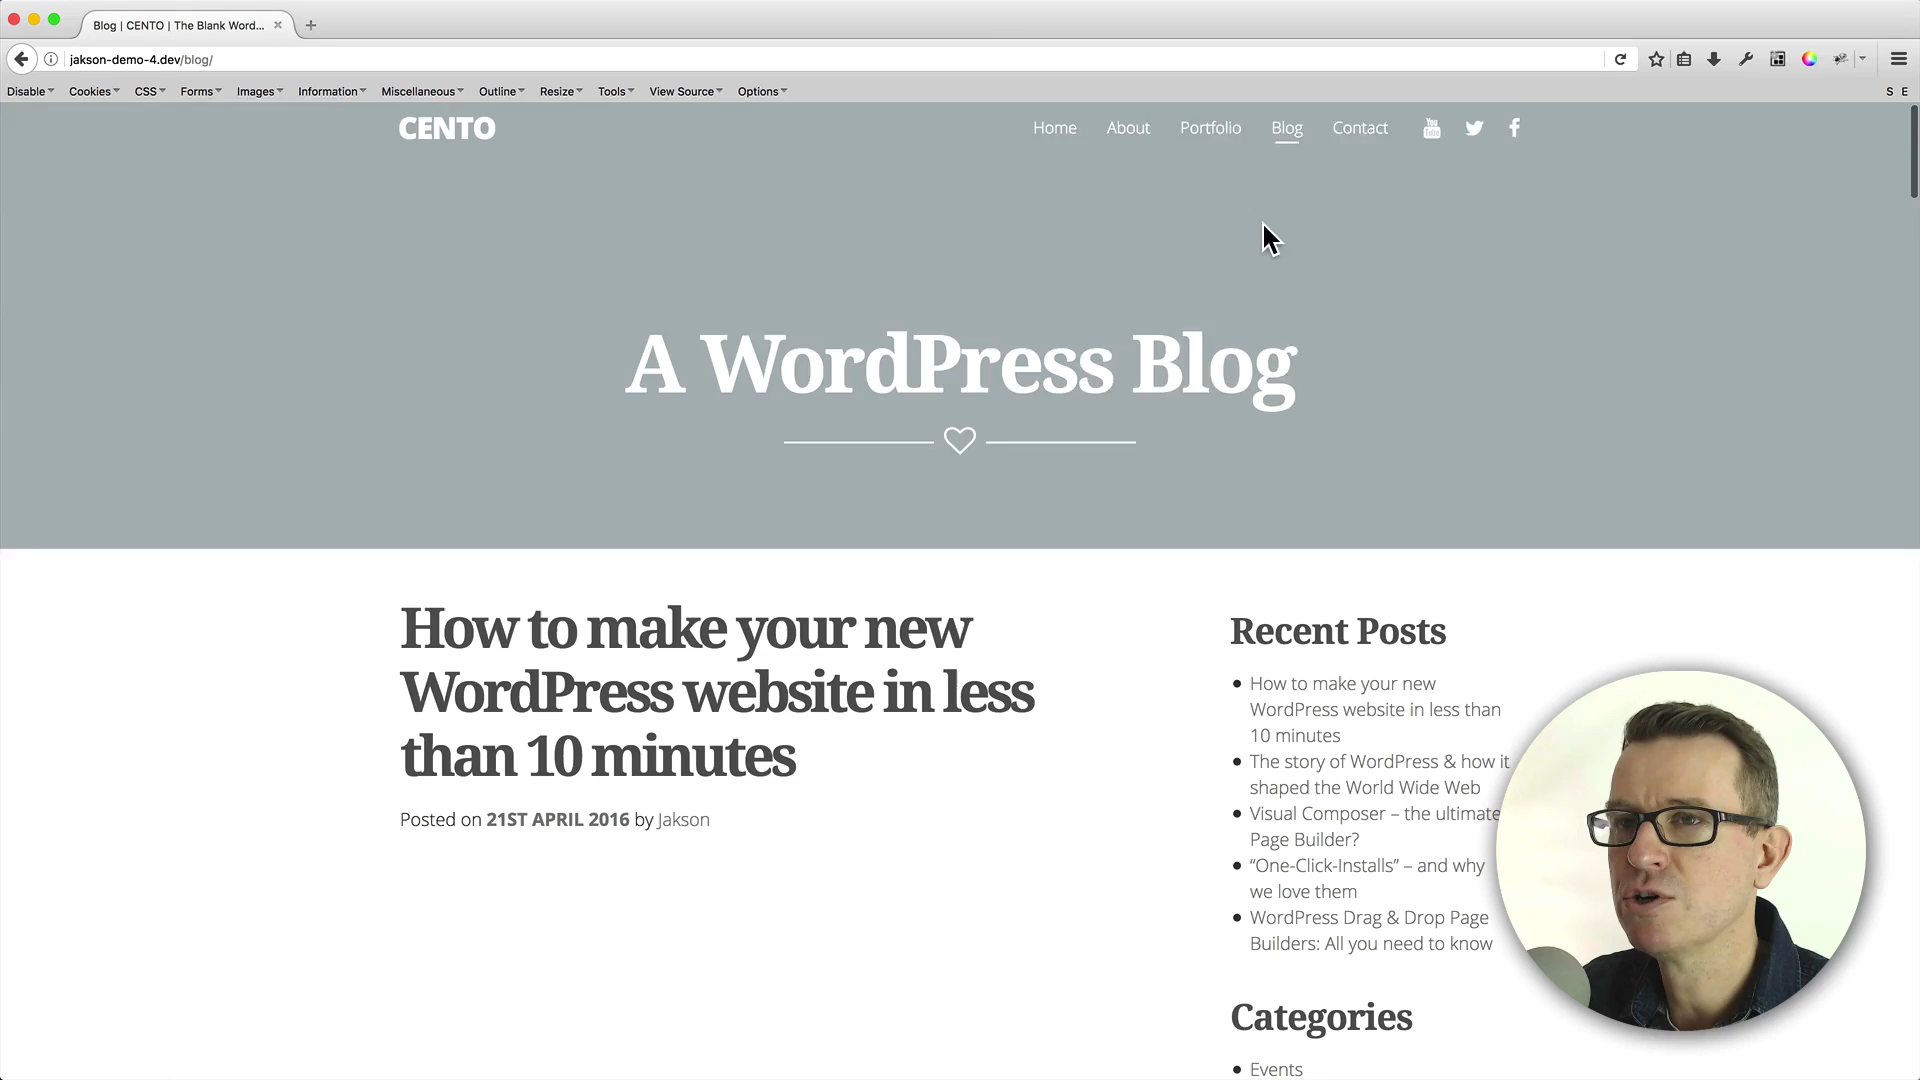 Blog | CENTO | The Blank Word...
jakson-demo-4.dev/blog/
Disable Cookies CSS Forms Images Information Miscellaneous Outline Resize Tools View Source Options S E
CENTO Home About Portfolio Blog Contact You Tube
A WordPress Blog
How to make your new
WordPress website in less
than 10 minutes
Posted on 21ST APRIL 2016 by Jakson
Recent Posts
How to make your new
WordPress website in less than
10 minutes
The story of WordPress & how it
shaped the World Wide Web
Visual Composer – the ultimate
Page Builder?
“One-Click-Installs” – and why
we love them
WordPress Drag & Drop Page
Builders: All you need to know
Categories
Events